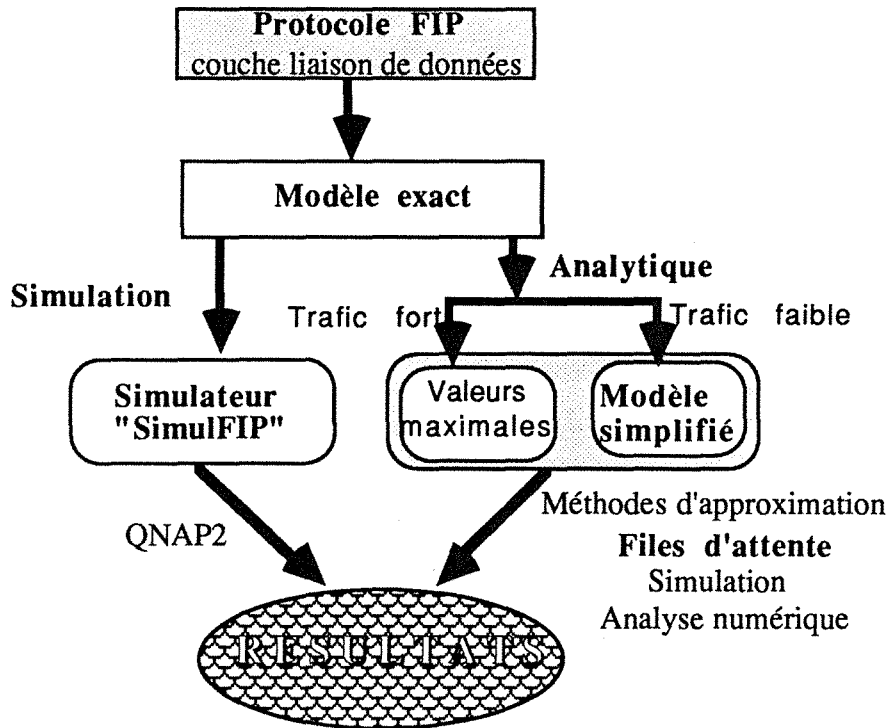 Protocole FIP
couche liaison de données
Modèle exact
Simulation
Analytique
Trafic fort
Trafic faible
Simulateur
"SimulFIP"
Valeurs
maximales
Modèle
simplifié
QNAP2
Méthodes d'approximation
Files d'attente
Simulation
Analyse numérique
RESULTATS